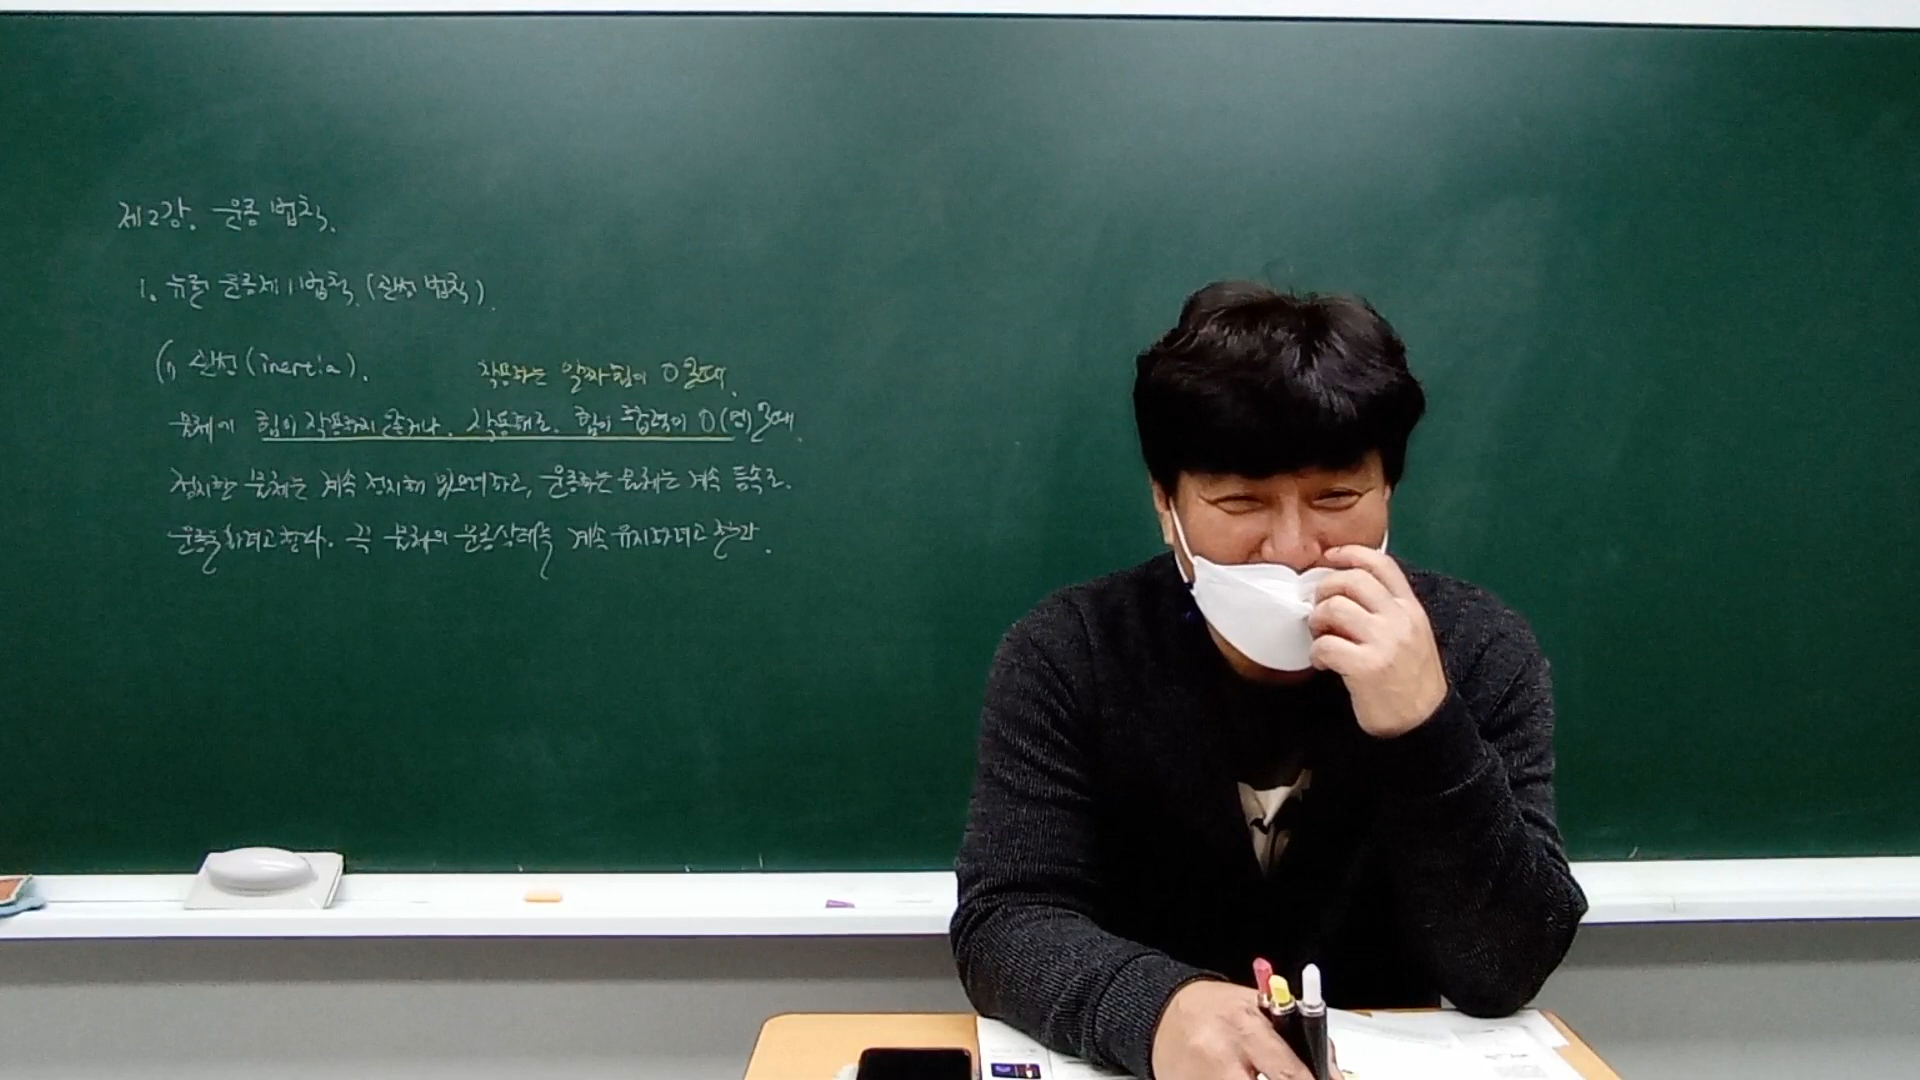 제2강. 운동 법칙.
1. 뉴턴 운동 제1법칙. (관성 법칙).
(1) 관성 (inertia).
작용하는 알짜힘이 0 일때.
물체에 힘이 작용하지 않거나. 작용해도. 힘의 합력이 0(영)일때.
정지한 물체는 계속 정지해 있으려하고, 운동하는 물체는 계속 등속도.
운동을 하려고 한다. 즉 물체의 운동상태를 계속 유지하려고 한다.